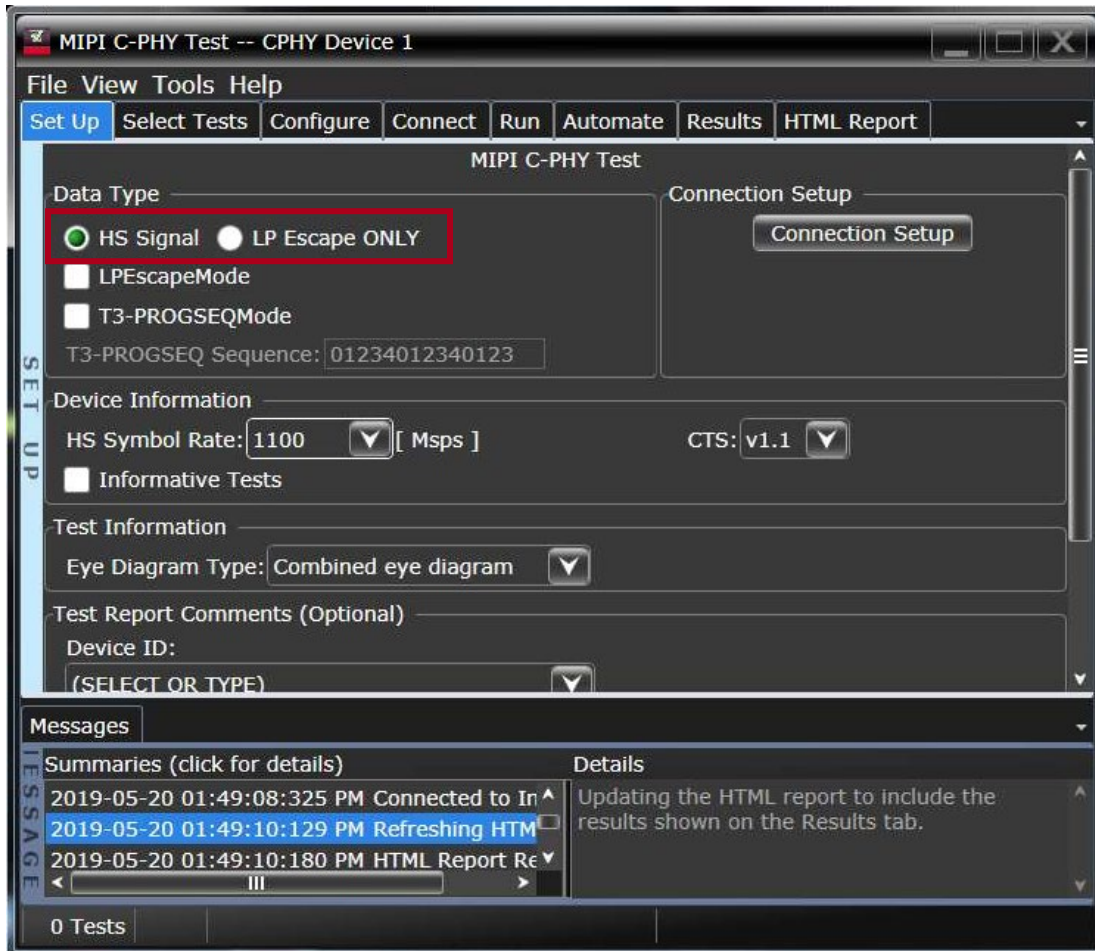 MIPI C-PHY Test -- CPHY Device 1
File View Tools Help
Set Up Select Tests Configure Connect Run Automate Results HTML Report
MIPI C-PHY Test
Data Type
Connection Setup
HS Signal LP Escape ONLY
Connection Setup
LPEscapeMode
T3-PROGSEQMode
T3-PROGSEQ Sequence: 01234012340123
SET UP
Device Information
HS Symbol Rate: 1100 [ Msps ] CTS: v1.1
Informative Tests
Test Information
Eye Diagram Type: Combined eye diagram
Test Report Comments (Optional)
Device ID:
(SELECT OR TYPE)
Messages
Summaries (click for details)
Details
2019-05-20 01:49:08:325 PM Connected to In
2019-05-20 01:49:10:129 PM Refreshing HTM
2019-05-20 01:49:10:180 PM HTML Report Re
Updating the HTML report to include the
results shown on the Results tab.
0 Tests